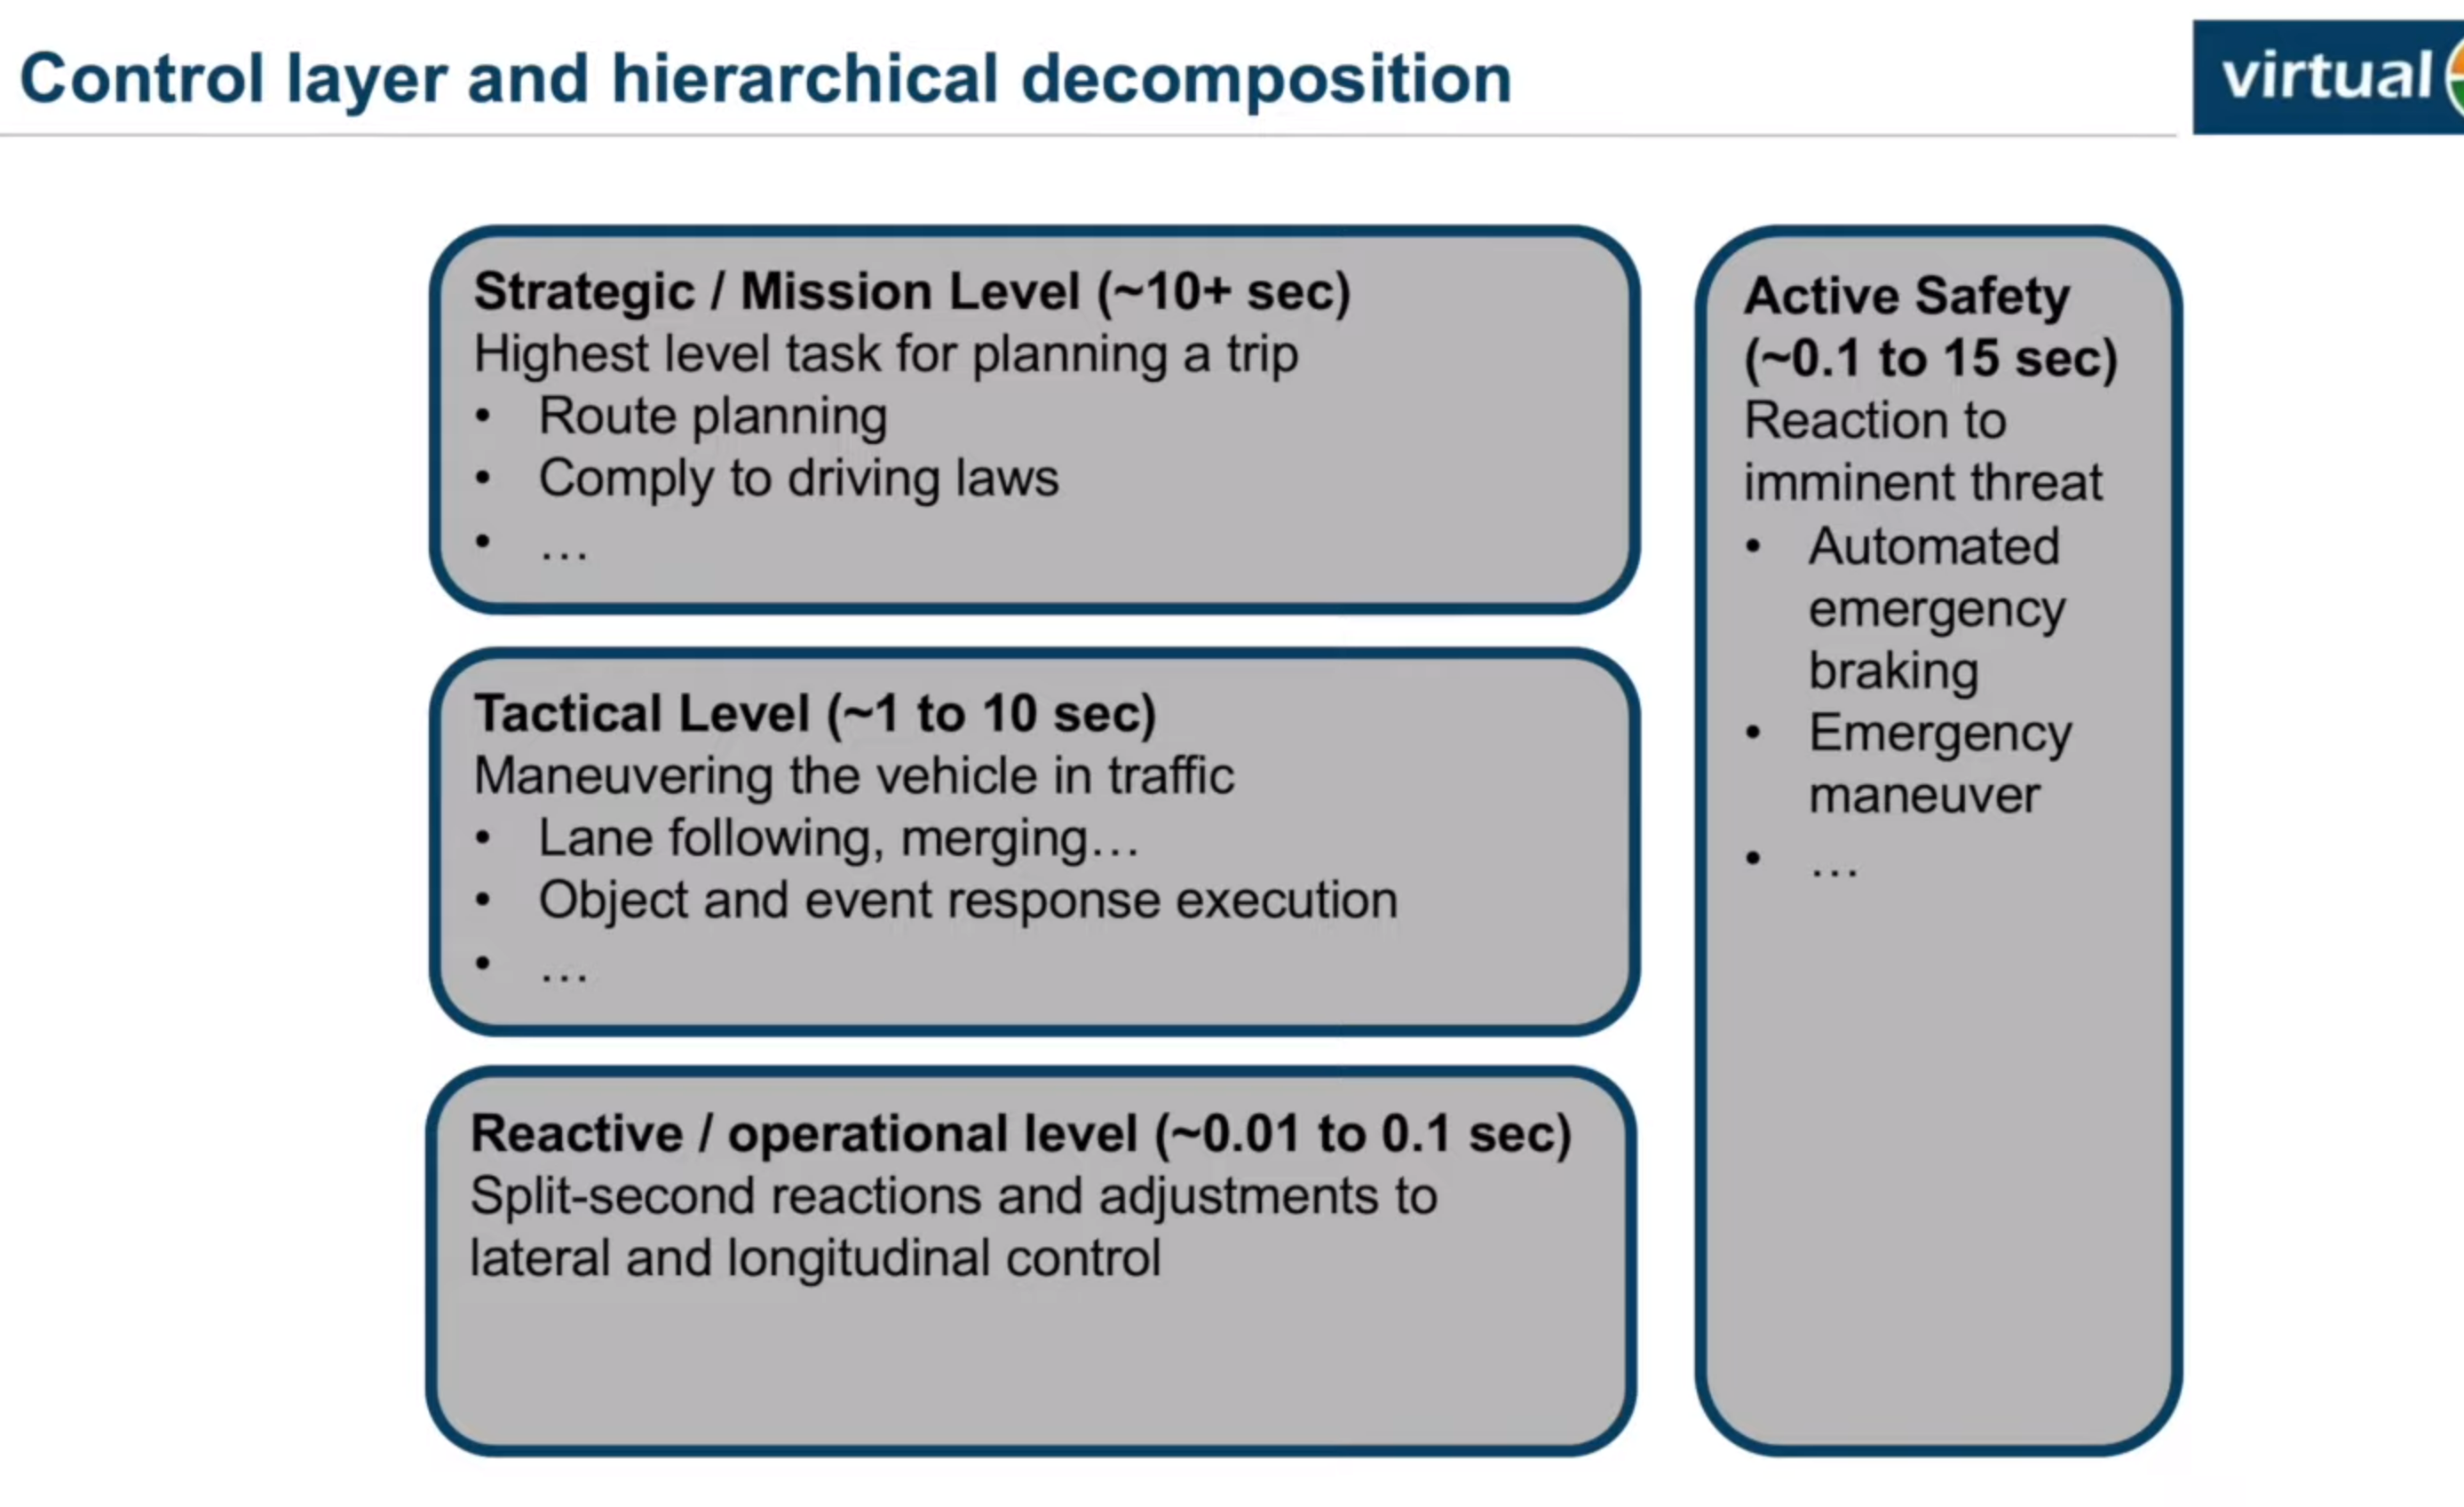 Control layer and hierarchical decomposition
virtual
Strategic / Mission Level (~10+ sec)
Highest level task for planning a trip
• Route planning
• Comply to driving laws
• …
Tactical Level (~1 to 10 sec)
Maneuvering the vehicle in traffic
• Lane following, merging…
• Object and event response execution
• …
Reactive / operational level (~0.01 to 0.1 sec)
Split-second reactions and adjustments to
lateral and longitudinal control
Active Safety
(~0.1 to 15 sec)
Reaction to
imminent threat
• Automated
emergency
braking
• Emergency
maneuver
• …